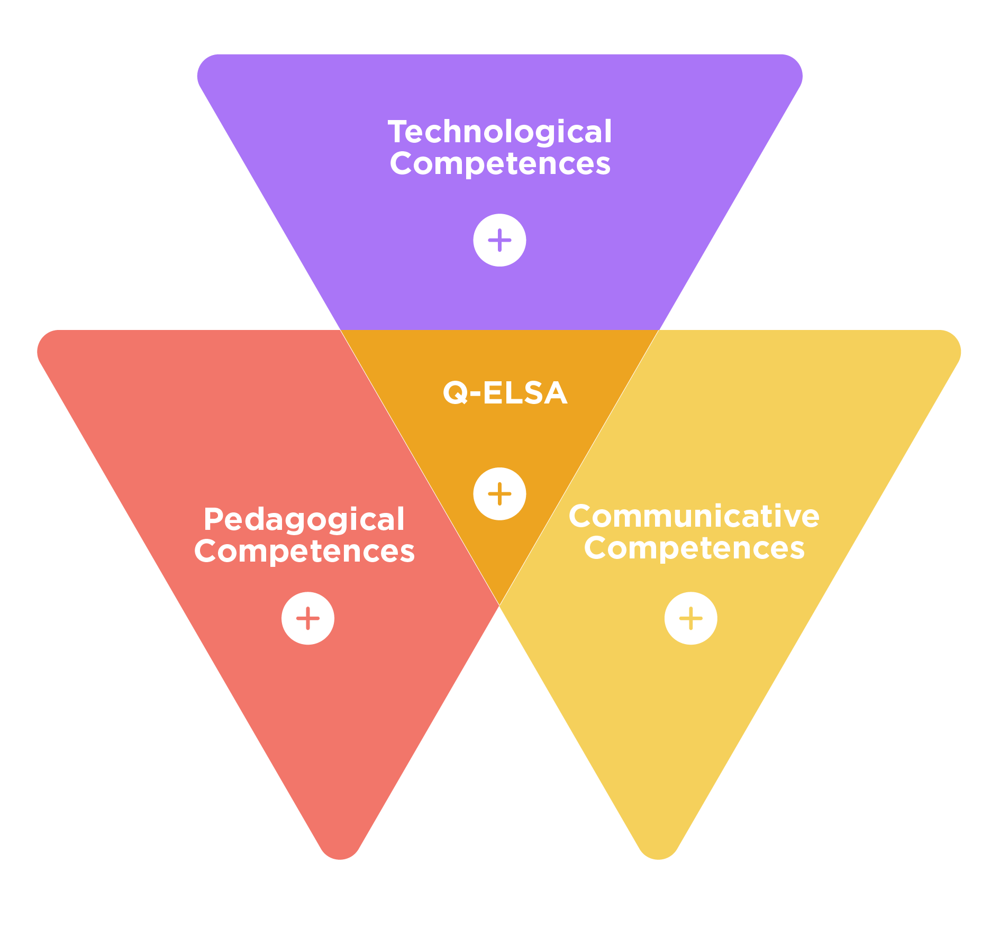 Technological
Competences
Q-ELSA
Pedagogical
Competences
Communicative
Competences